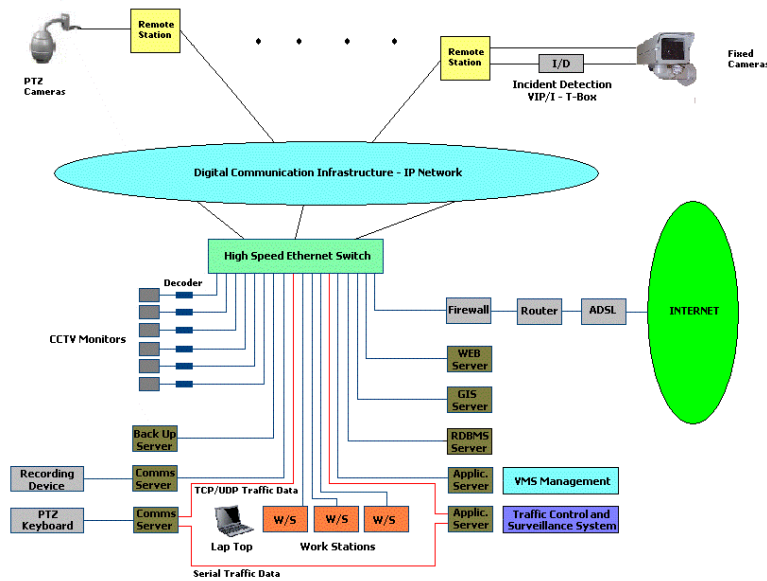 Remote
Station
PTZ
Cameras
Remote
Station
I/D
Incident Detection
VIP/I - T-Box
Fixed
Cameras
Digital Communication Infrastructure - IP Network
High Speed Ethernet Switch
Decoder
CCTV Monitors
Firewall
Router
ADSL
INTERNET
WEB
Server
GIS
Server
RDBMS
Server
Back Up
Server
Recording
Device
Comms
Server
Applic.
Server
VMS Management
TCP/UDP Traffic Data
PTZ
Keyboard
Comms
Server
Lap Top
W/S
W/S
W/S
Work Stations
Applic.
Server
Traffic Control and
Surveillance System
Serial Traffic Data